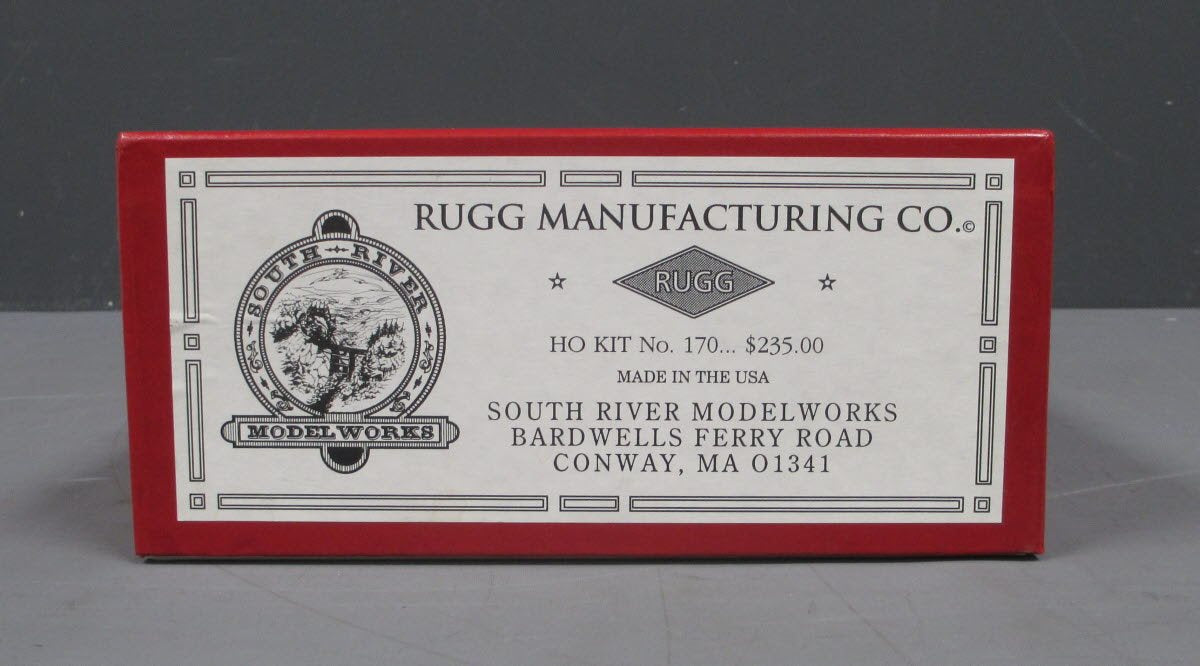 SOUTH RIVER
MODELWORKS
RUGG MANUFACTURING CO.©
RUGG
HO KIT No. 170... $235.00
MADE IN THE USA
SOUTH RIVER MODELWORKS
BARDWELLS FERRY ROAD
CONWAY, MA 01341